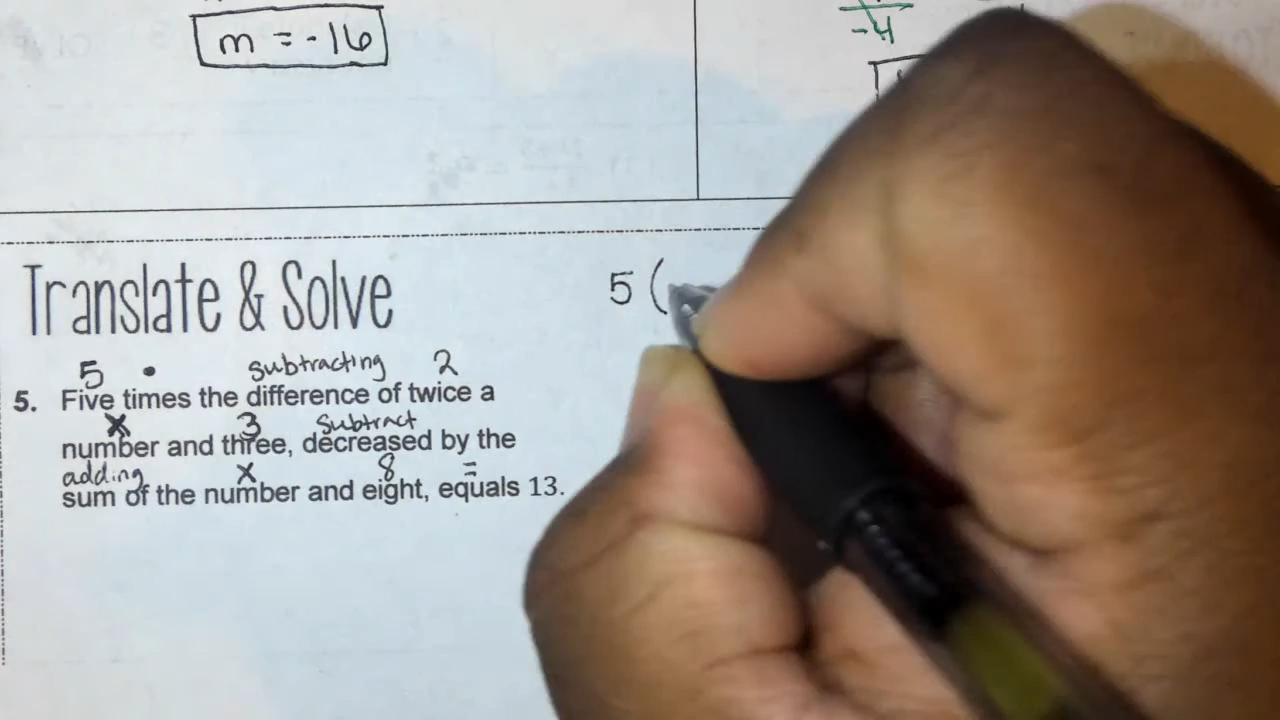 m = -16
-4
Translate & Solve
5 (
5 • subtracting 2
5. Five times the difference of twice a
x 3 subtract
number and three, decreased by the
adding x 8 =
sum of the number and eight, equals 13.